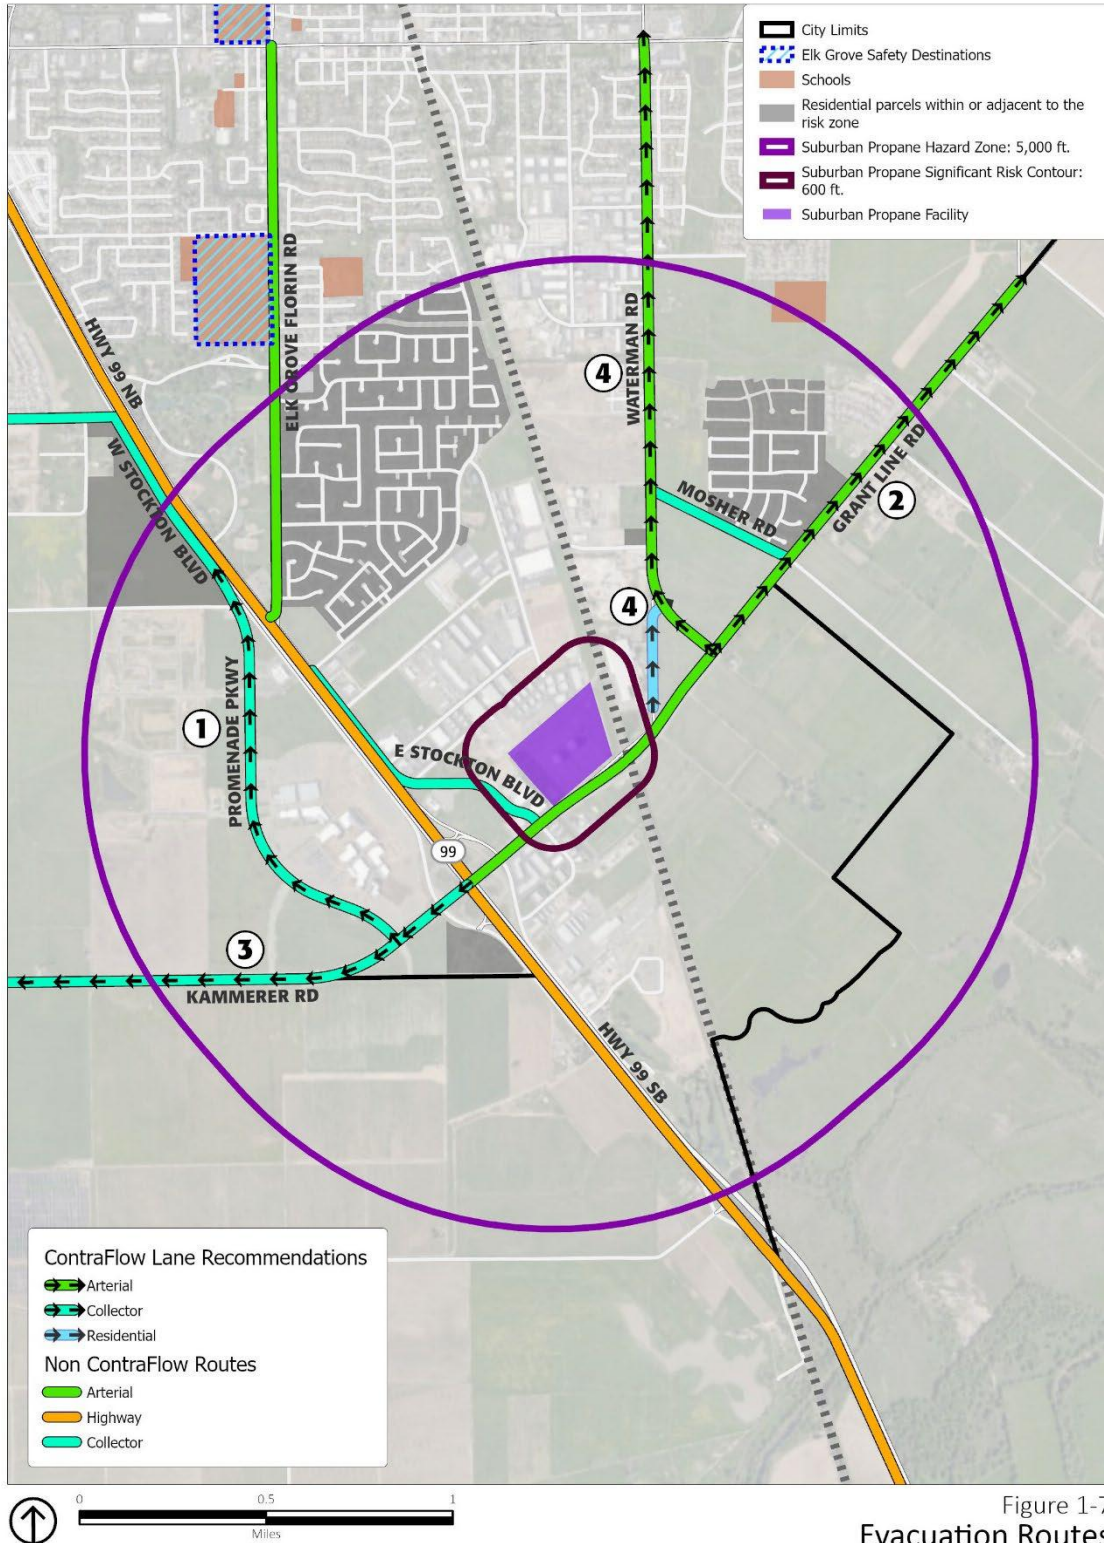 City Limits
Elk Grove Safety Destinations
Schools
Residential parcels within or adjacent to the
risk zone
Suburban Propane Hazard Zone: 5,000 ft.
Suburban Propane Significant Risk Contour:
600 ft.
Suburban Propane Facility
ELK GROVE FLORIN RD
HWY 99 NB
W STOCKTON BLVD
WATERMAN RD
4
MOSHER RD
GRANT LINE RD
2
4
PROMENADE PKWY
1
E STOCKTON BLVD
99
3
KAMMERER RD
HWY 99 SB
ContraFlow Lane Recommendations
Arterial
Collector
Residential
Non ContraFlow Routes
Arterial
Highway
Collector
0 0.5 1
Miles
Figure 1-7
Evacuation Routes